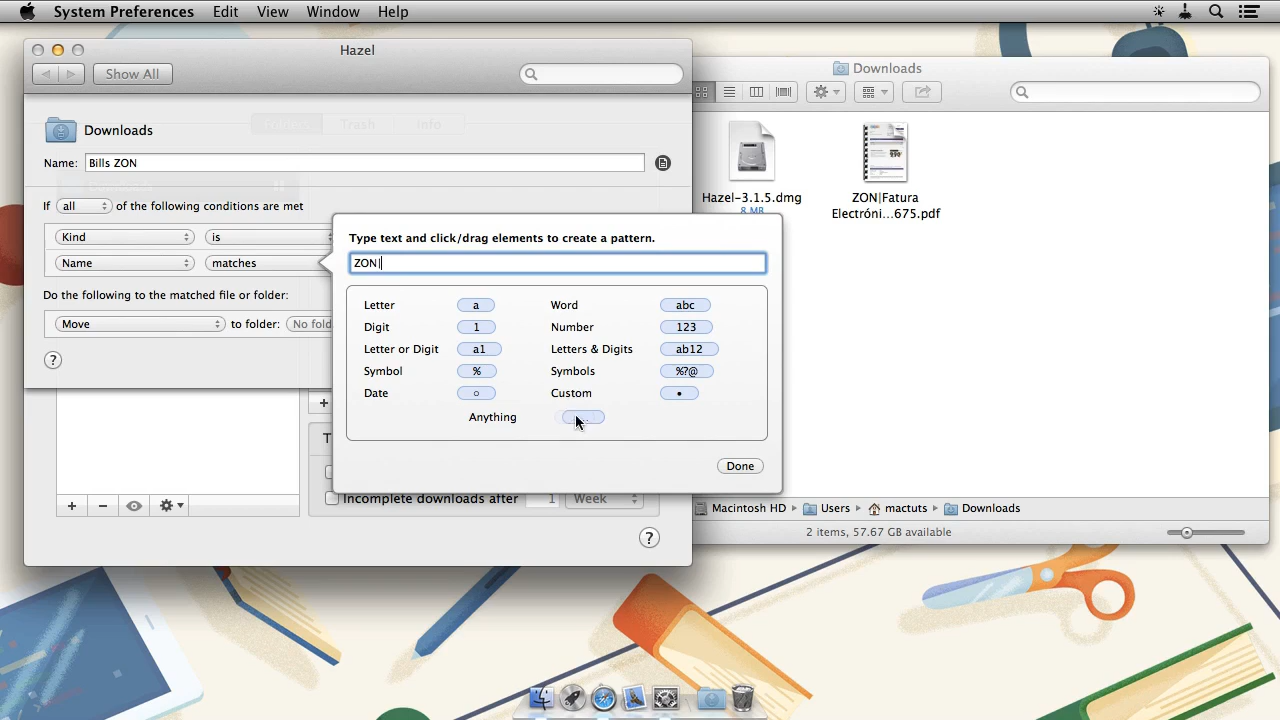 System Preferences Edit View Window Help
Hazel
Show All
Folders Trash Info
Downloads
Name: Bills ZON
If all of the following conditions are met
Kind is
Name matches
Do the following to the matched file or folder:
Move to folder: No fold
Type text and click/drag elements to create a pattern.
ZON|
Letter a Word abc
Digit 1 Number 123
Letter or Digit a1 Letters & Digits ab12
Symbol % Symbols %?@
Date Custom
Anything ...
Done
T
Incomplete downloads after 1 Week
Downloads
Hazel-3.1.5.dmg
8 MB
ZON|Fatura
Electróni...675.pdf
Macintosh HD Users mactuts Downloads
2 items, 57.67 GB available